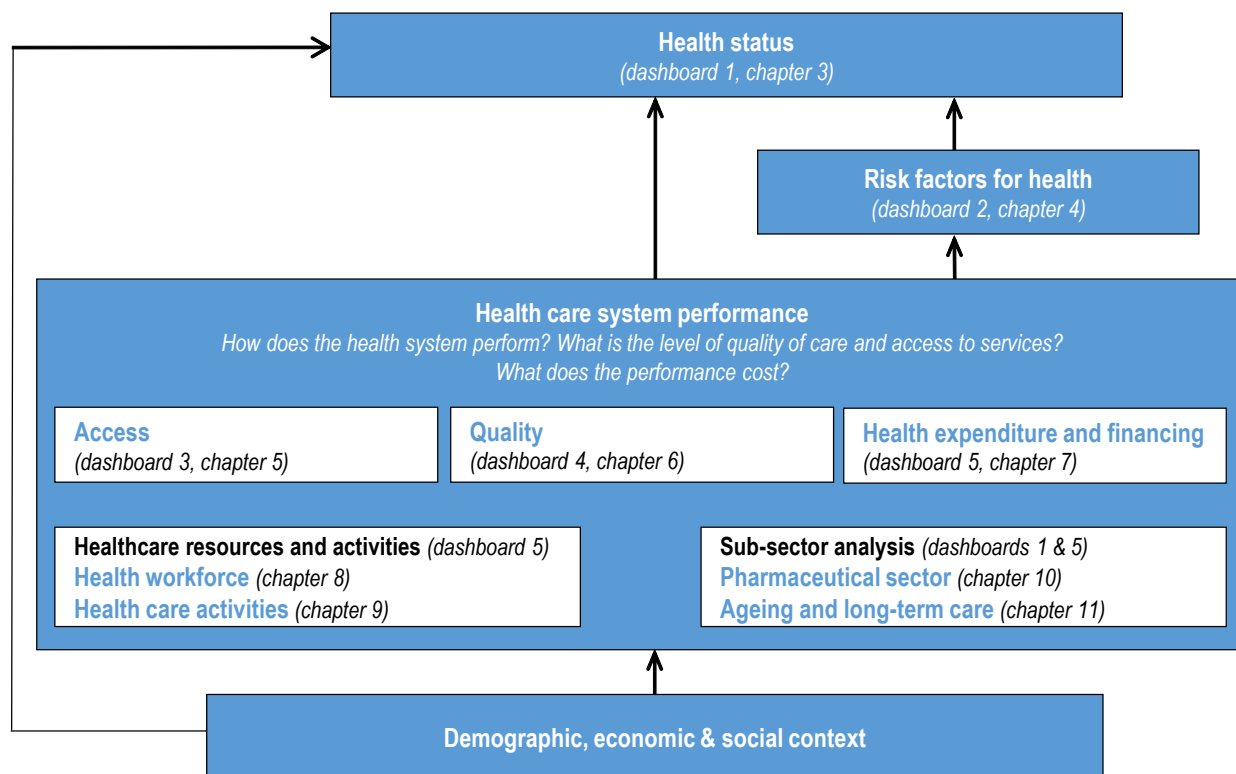 Health status
(dashboard 1, chapter 3)
Risk factors for health
(dashboard 2, chapter 4)
Health care system performance
How does the health system perform? What is the level of quality of care and access to services?
What does the performance cost?
Access
(dashboard 3, chapter 5)
Quality
(dashboard 4, chapter 6)
Health expenditure and financing
(dashboard 5, chapter 7)
Healthcare resources and activities (dashboard 5)
Health workforce (chapter 8)
Health care activities (chapter 9)
Sub-sector analysis (dashboards 1 & 5)
Pharmaceutical sector (chapter 10)
Ageing and long-term care (chapter 11)
Demographic, economic & social context